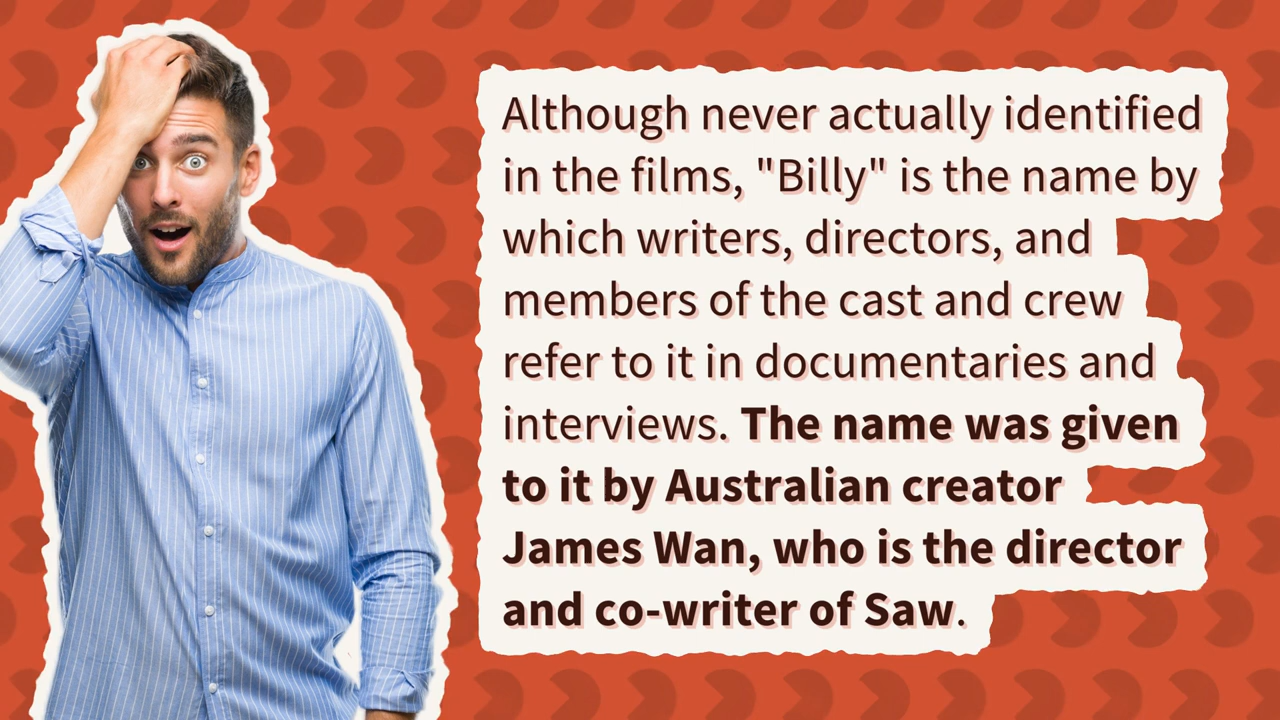 Although never actually identified
in the films, "Billy" is the name by
which writers, directors, and
members of the cast and crew
refer to it in documentaries and
interviews. The name was given
to it by Australian creator
James Wan, who is the director
and co-writer of Saw.